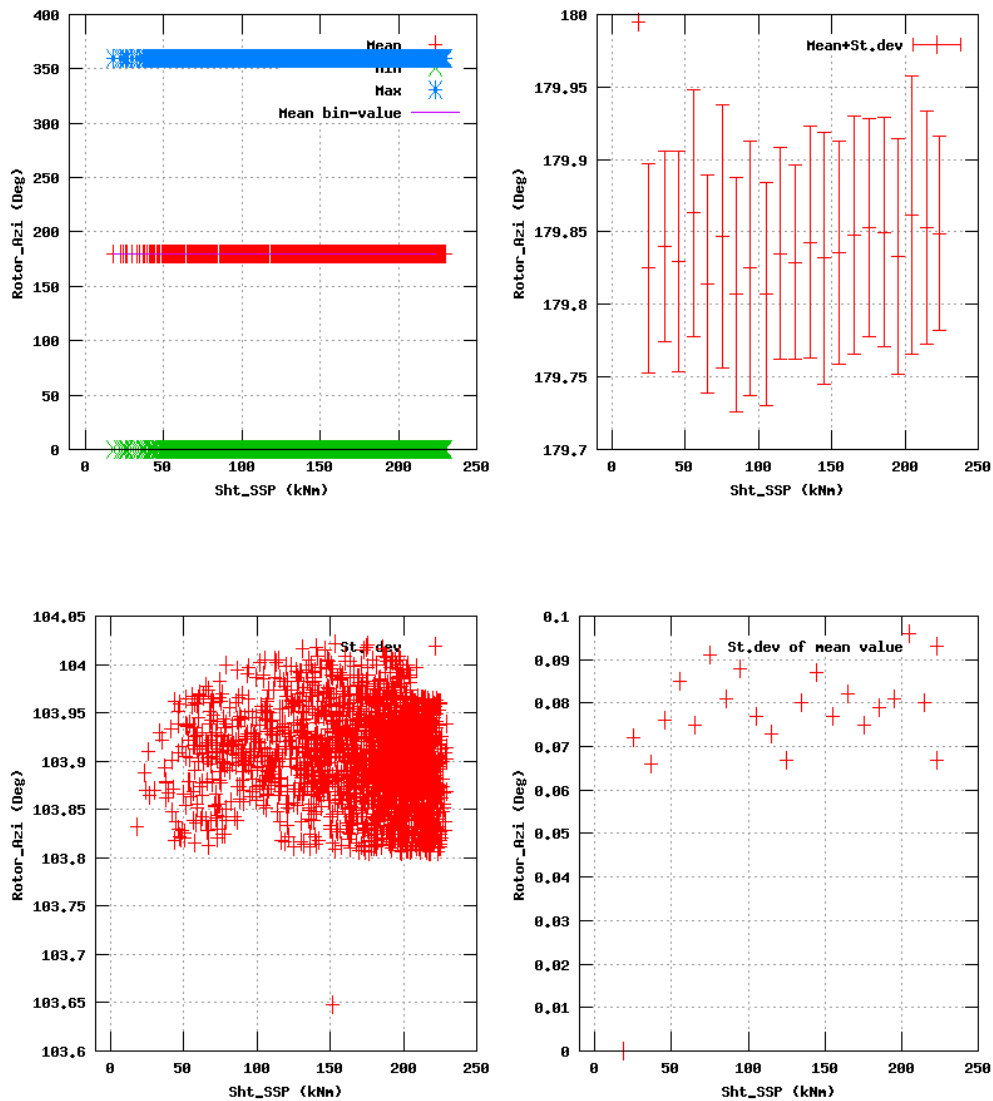 400
350
300
250
200
150
100
50
0
Rotor_Azi (Deg)
Mean
Min
Max
Mean bin-value
0 50 100 150 200 250
Sht_SSP (kNm)
180
179.95
179.9
179.85
179.8
179.75
179.7
Rotor_Azi (Deg)
Mean+St.dev
0 50 100 150 200 250
Sht_SSP (kNm)
104.05
104
103.95
103.9
103.85
103.8
103.75
103.7
103.65
103.6
Rotor_Azi (Deg)
St. dev
0 50 100 150 200 250
Sht_SSP (kNm)
0.1
0.09
0.08
0.07
0.06
0.05
0.04
0.03
0.02
0.01
0
Rotor_Azi (Deg)
St.dev of mean value
0 50 100 150 200 250
Sht_SSP (kNm)